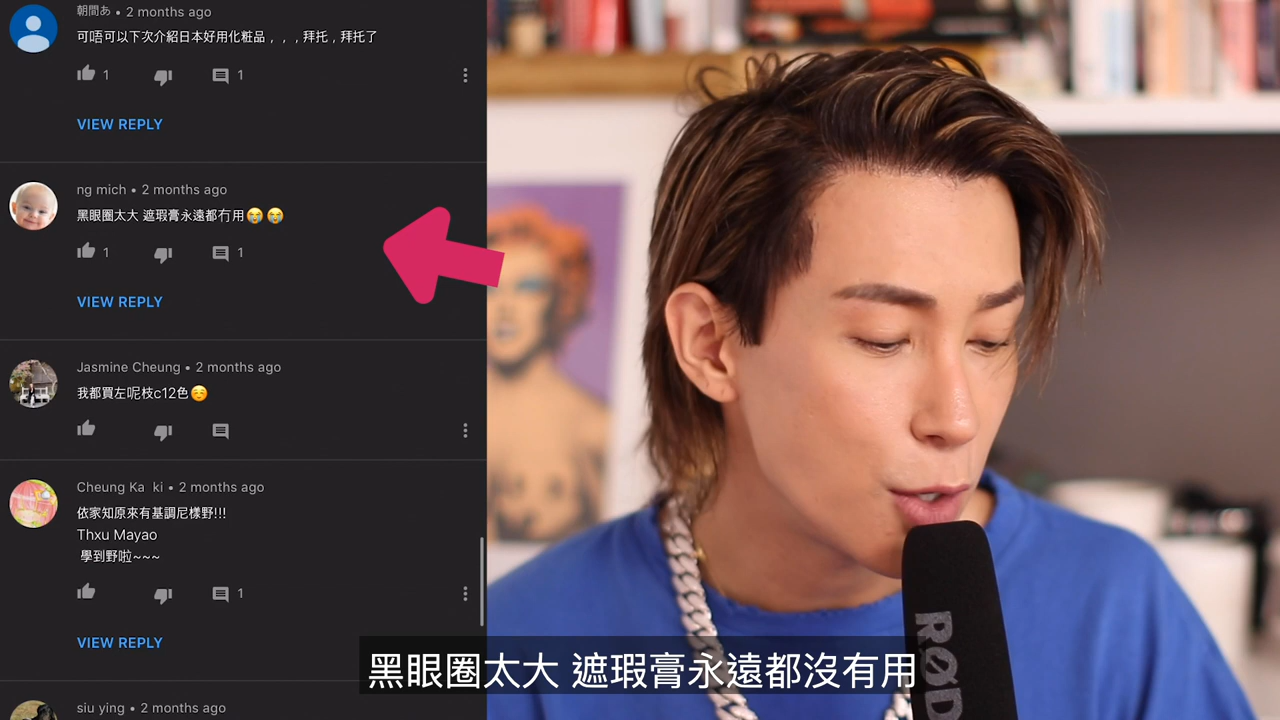 朝間あ • 2 months ago
可唔可以下次介紹日本好用化粧品，，，拜托，拜托了
1
1
VIEW REPLY
ng mich • 2 months ago
黑眼圈太大 遮瑕膏永遠都冇用😭😭
1
1
VIEW REPLY
Jasmine Cheung • 2 months ago
我都買左呢枝c12色☺️
Cheung Ka ki • 2 months ago
依家知原來有基調尼樣野!!!
Thxu Mayao
學到野啦~~~
1
VIEW REPLY
siu ying • 2 months ago
黑眼圈太大 遮瑕膏永遠都沒有用
RØD